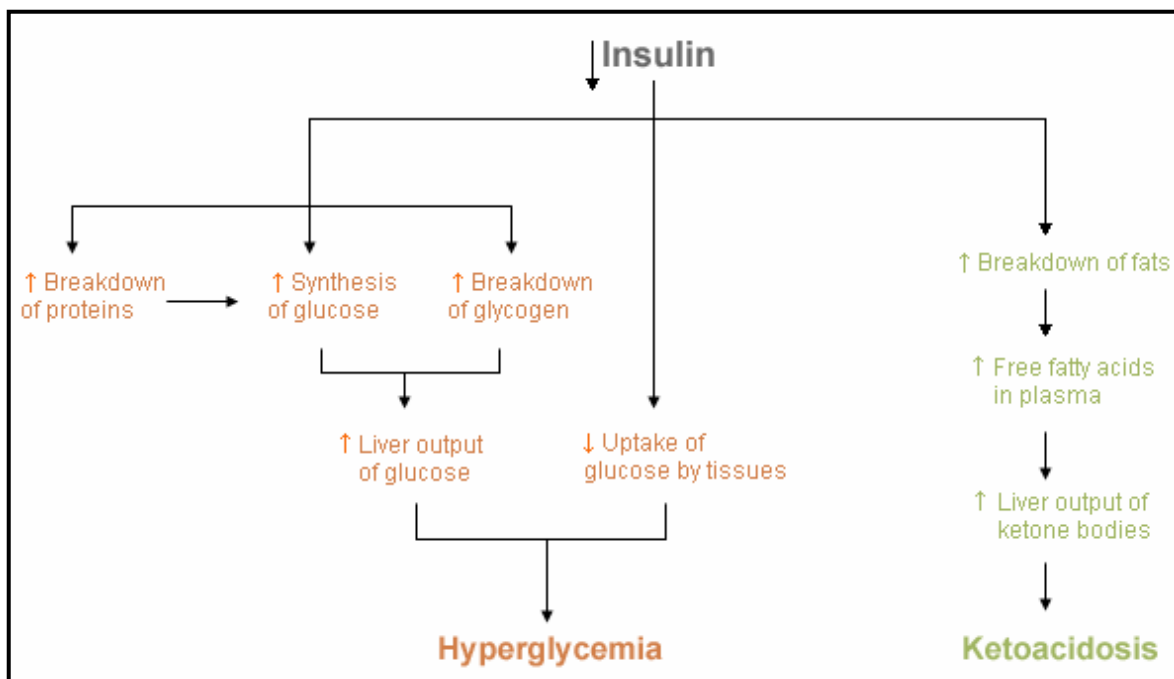 ↓ Insulin
↑ Breakdown
of proteins
↑ Synthesis
of glucose
↑ Breakdown
of glycogen
↑ Breakdown of fats
↑ Free fatty acids
in plasma
↑ Liver output
of glucose
↓ Uptake of
glucose by tissues
↑ Liver output of
ketone bodies
Hyperglycemia
Ketoacidosis